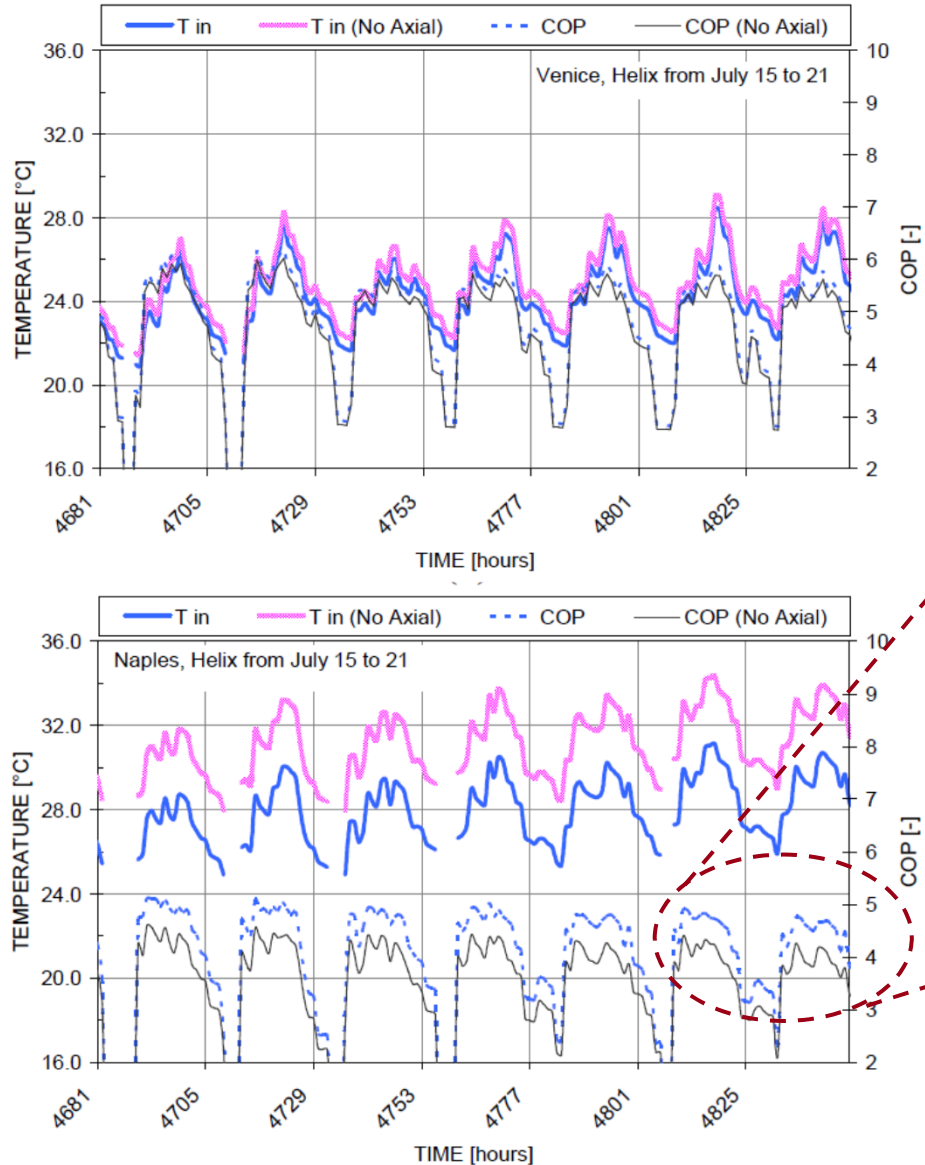 T in T in (No Axial) COP COP (No Axial)
36.0 10
Venice, Helix from July 15 to 21
9
32.0
8
28.0 7
6
24.0
5
4
20.0
3
16.0 2
TEMPERATURE [°C]
COP [-]
4681 4705 4729 4753 4777 4801 4825
TIME [hours]
T in T in (No Axial) COP COP (No Axial)
36.0 10
Naples, Helix from July 15 to 21
9
32.0
8
28.0 7
6
24.0
5
4
20.0
3
16.0 2
TEMPERATURE [°C]
COP [-]
4681 4705 4729 4753 4777 4801 4825
TIME [hours]